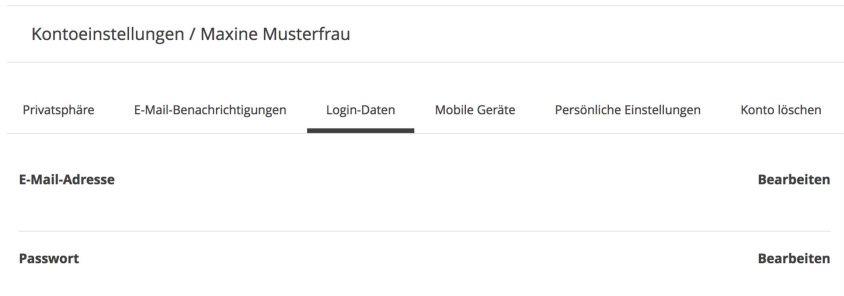 Kontoeinstellungen / Maxine Musterfrau
Privatsphäre E-Mail-Benachrichtigungen Login-Daten Mobile Geräte Persönliche Einstellungen Konto löschen
E-Mail-Adresse Bearbeiten
Passwort Bearbeiten